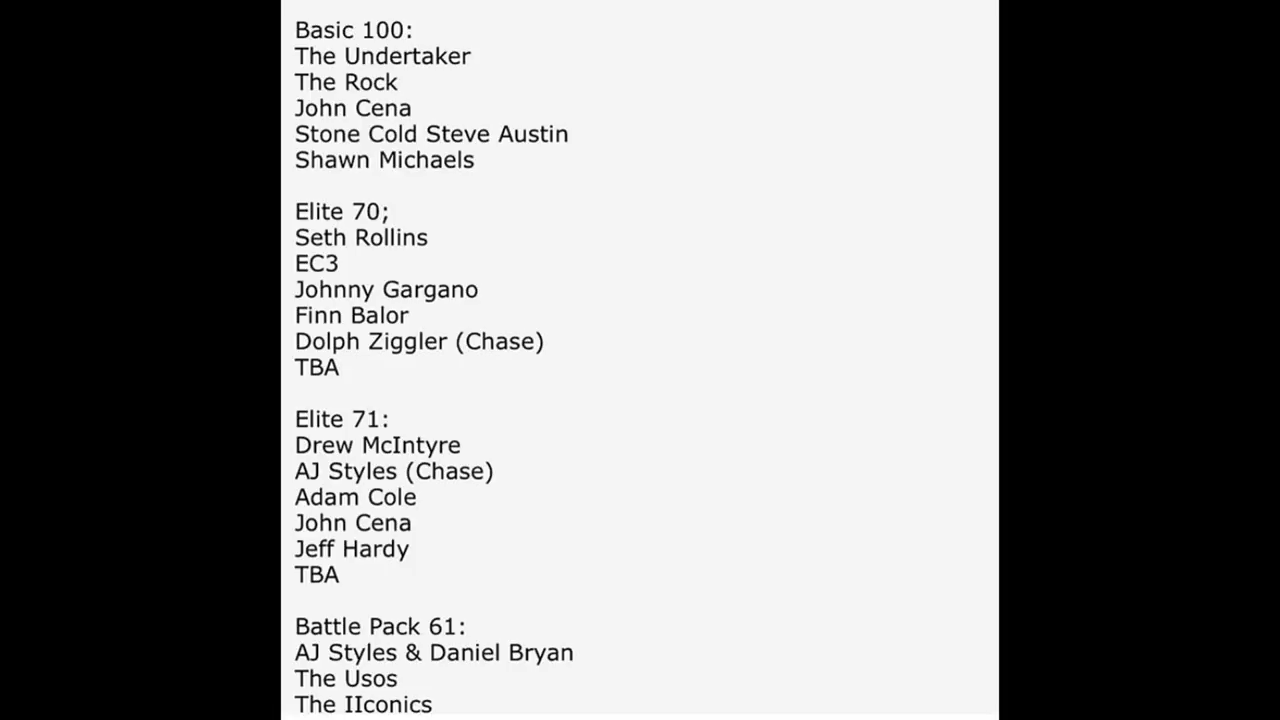 Basic 100:
The Undertaker
The Rock
John Cena
Stone Cold Steve Austin
Shawn Michaels
Elite 70;
Seth Rollins
EC3
Johnny Gargano
Finn Balor
Dolph Ziggler (Chase)
TBA
Elite 71:
Drew McIntyre
AJ Styles (Chase)
Adam Cole
John Cena
Jeff Hardy
TBA
Battle Pack 61:
AJ Styles & Daniel Bryan
The Usos
The IIconics